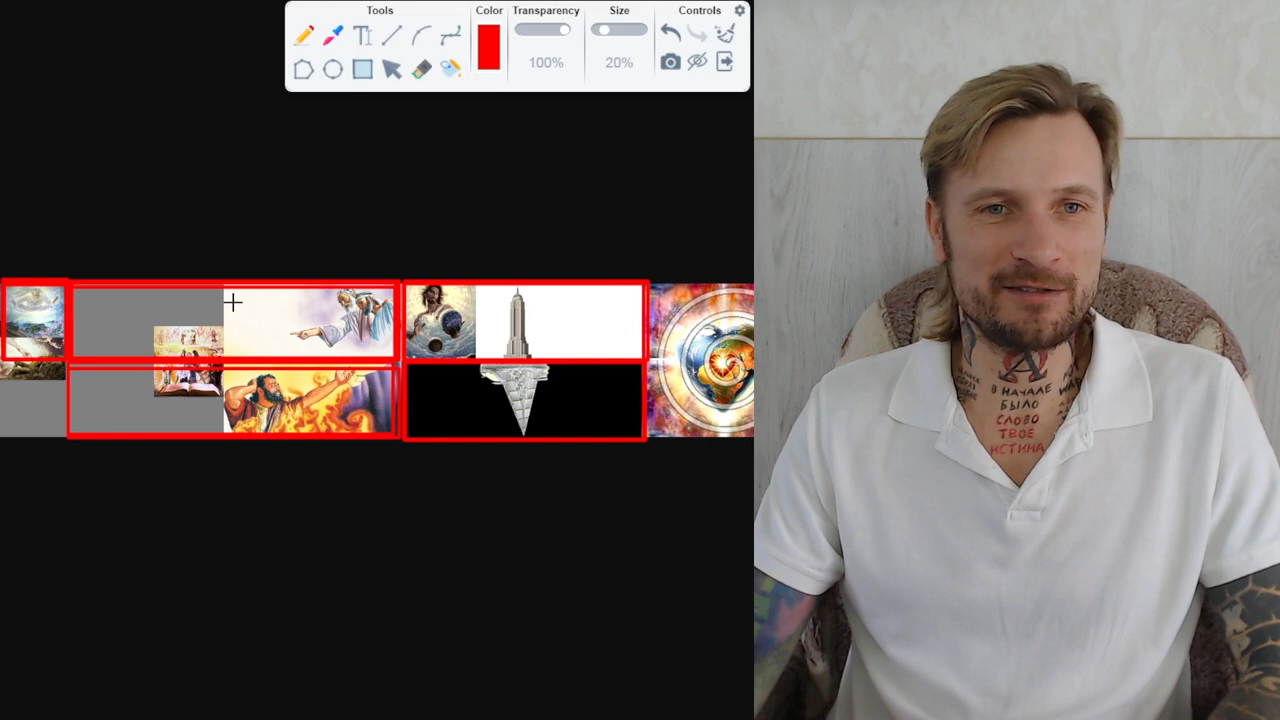 Tools
Color
Transparency
Size
Controls
100%
20%
В НАЧАЛЕ
БЫЛО
СЛОВО
ТВОЕ
ИСТИНА